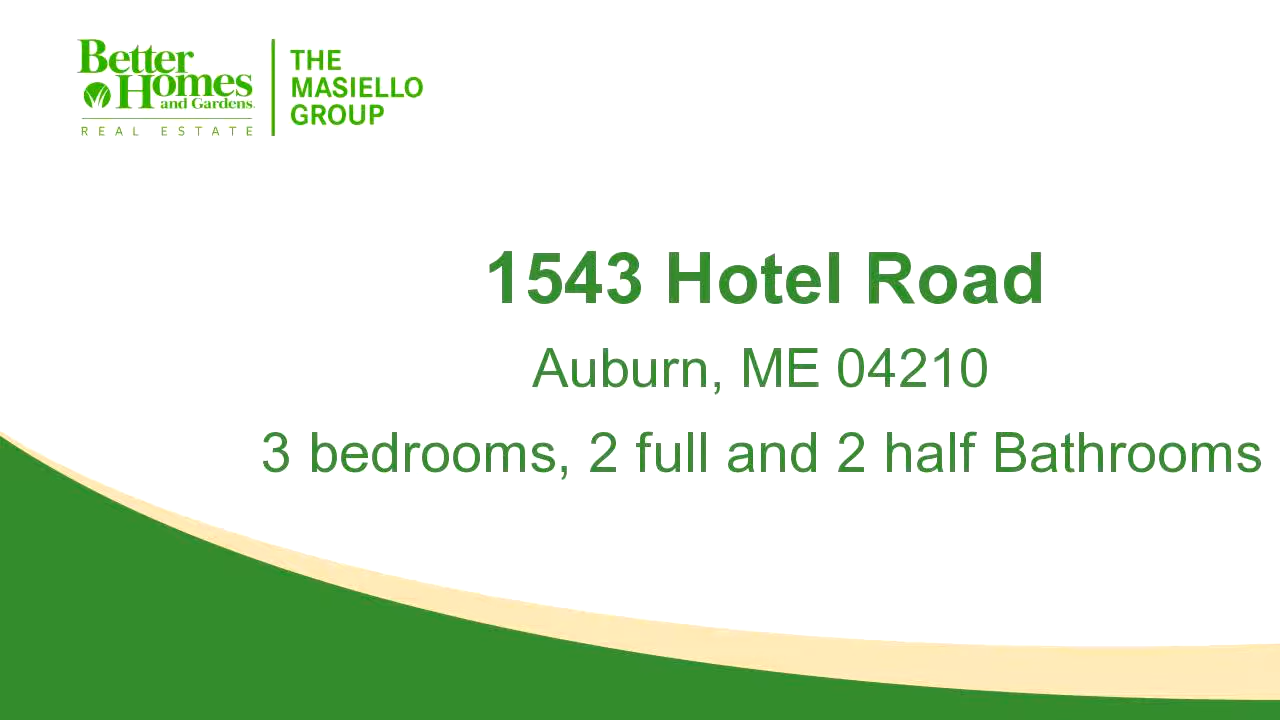 Better
Homes
and Gardens.
REAL ESTATE
THE
MASIELLO
GROUP
1543 Hotel Road
Auburn, ME 04210
3 bedrooms, 2 full and 2 half Bathrooms